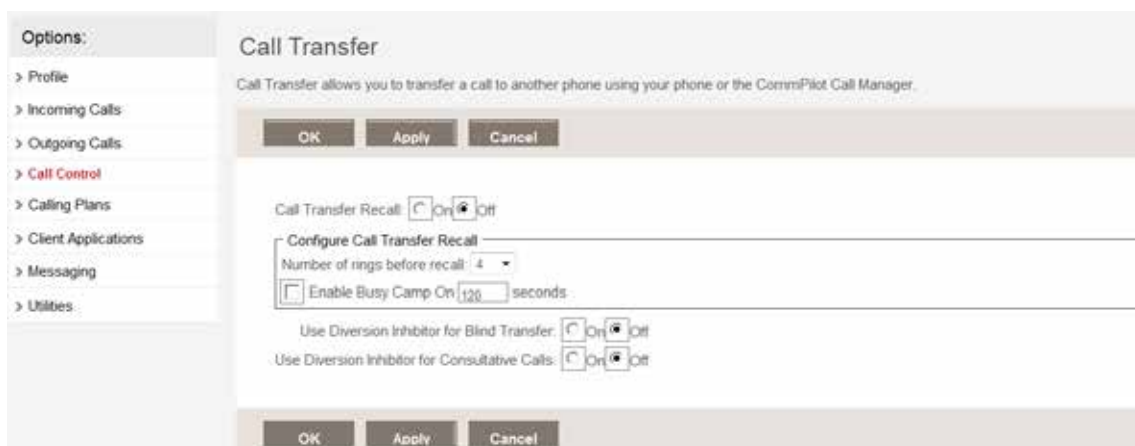 Options:
> Profile
> Incoming Calls
> Outgoing Calls
> Call Control
> Calling Plans
> Client Applications
> Messaging
> Utilities
Call Transfer
Call Transfer allows you to transfer a call to another phone using your phone or the CommPilot Call Manager.
OK Apply Cancel
Call Transfer Recall: On Off
Configure Call Transfer Recall
Number of rings before recall: 4
Enable Busy Camp On 120 seconds
Use Diversion Inhibitor for Blind Transfer: On Off
Use Diversion Inhibitor for Consultative Calls: On Off
OK Apply Cancel